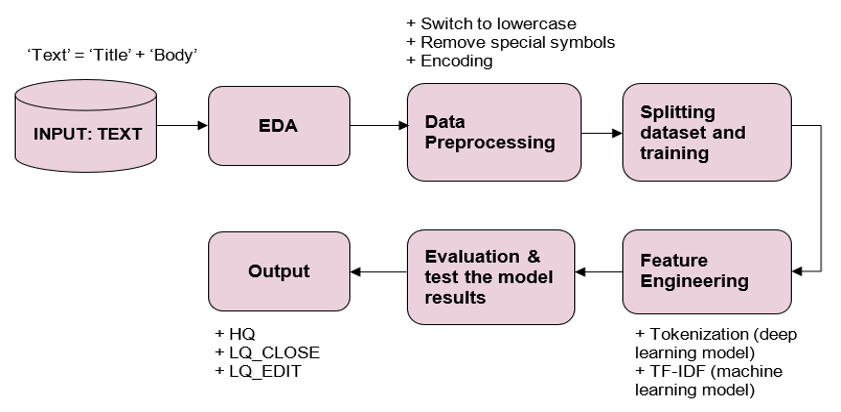 ‘Text’ = ‘Title’ + ‘Body’
INPUT: TEXT
EDA
+ Switch to lowercase
+ Remove special symbols
+ Encoding
Data
Preprocessing
Splitting
dataset and
training
Feature
Engineering
+ Tokenization (deep
learning model)
+ TF-IDF (machine
learning model)
Evaluation &
test the model
results
Output
+ HQ
+ LQ_CLOSE
+ LQ_EDIT